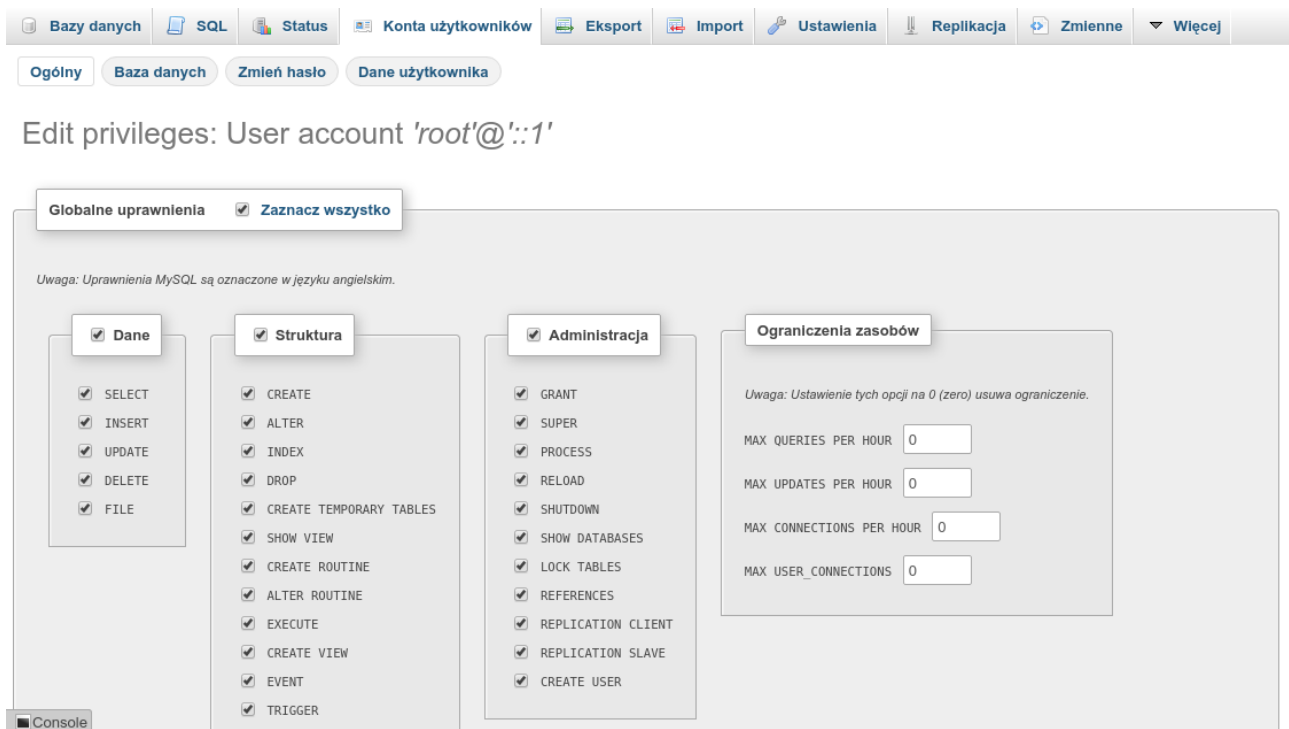 Bazy danych SQL Status Konta użytkowników Eksport Import Ustawienia Replikacja Zmienne Więcej
Ogólny Baza danych Zmień hasło Dane użytkownika
Edit privileges: User account 'root'@'::1'
Globalne uprawnienia Zaznacz wszystko
Uwaga: Uprawnienia MySQL są oznaczone w języku angielskim.
Dane
SELECT
INSERT
UPDATE
DELETE
FILE
Struktura
CREATE
ALTER
INDEX
DROP
CREATE TEMPORARY TABLES
SHOW VIEW
CREATE ROUTINE
ALTER ROUTINE
EXECUTE
CREATE VIEW
EVENT
TRIGGER
Administracja
GRANT
SUPER
PROCESS
RELOAD
SHUTDOWN
SHOW DATABASES
LOCK TABLES
REFERENCES
REPLICATION CLIENT
REPLICATION SLAVE
CREATE USER
Ograniczenia zasobów
Uwaga: Ustawienie tych opcji na 0 (zero) usuwa ograniczenie.
MAX QUERIES PER HOUR 0
MAX UPDATES PER HOUR 0
MAX CONNECTIONS PER HOUR 0
MAX USER_CONNECTIONS 0
Console